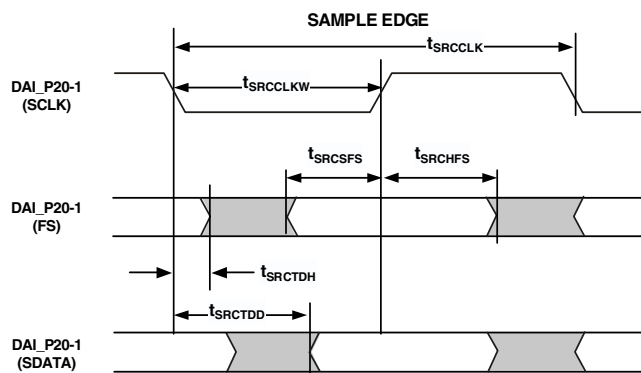 SAMPLE EDGE
tSRCCLK
DAI_P20-1
(SCLK)
tSRCCLKW
tSRCSFS
tSRCHFS
DAI_P20-1
(FS)
tSRCTDH
tSRCTDD
DAI_P20-1
(SDATA)